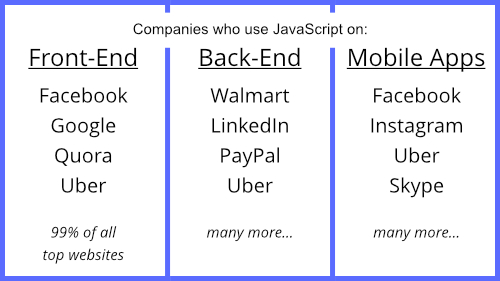 Companies who use JavaScript on:
Front-End
Facebook
Google
Quora
Uber
99% of all
top websites
Back-End
Walmart
LinkedIn
PayPal
Uber
many more...
Mobile Apps
Facebook
Instagram
Uber
Skype
many more...